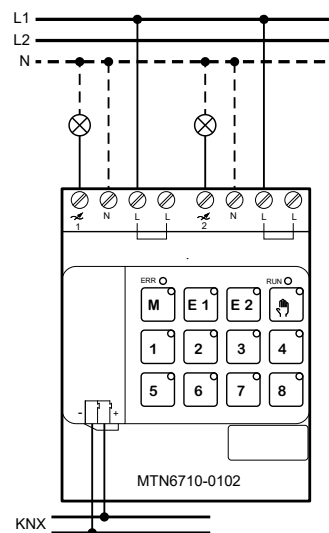 L1
L2
N
1 N L L 2 N L L
ERR RUN
M E 1 E 2
1 2 3 4
5 6 7 8
- +
MTN6710-0102
KNX